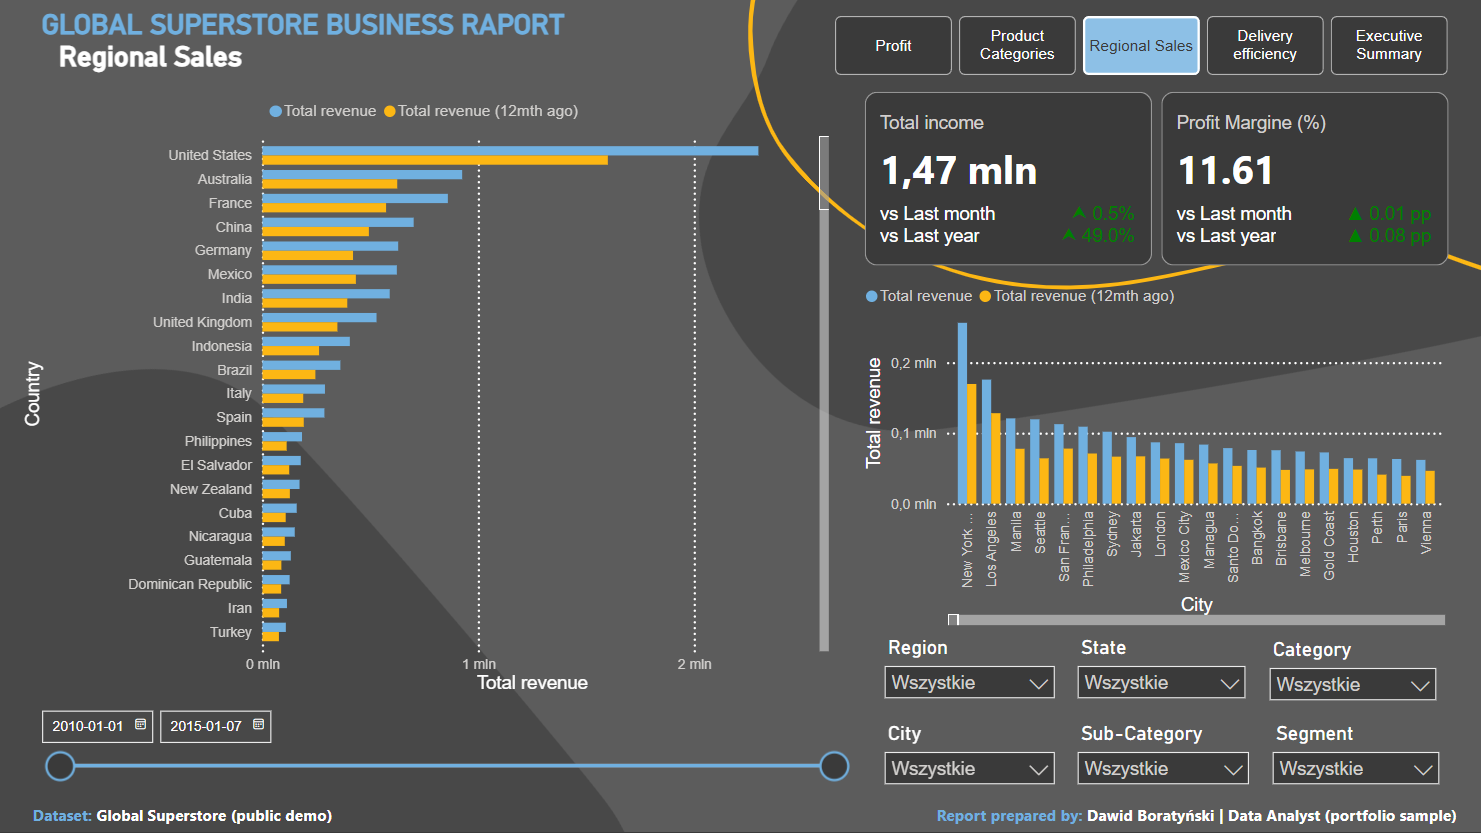 GLOBAL SUPERSTORE BUSINESS RAPORT
Regional Sales
Profit
Product Categories
Regional Sales
Delivery efficiency
Executive Summary
Total revenue Total revenue (12mth ago)
Country
United States
Australia
France
China
Germany
Mexico
India
United Kingdom
Indonesia
Brazil
Italy
Spain
Philippines
El Salvador
New Zealand
Cuba
Nicaragua
Guatemala
Dominican Republic
Iran
Turkey
0 mln 1 mln 2 mln
Total revenue
Total income
1,47 mln
vs Last month 0.5%
vs Last year 49.0%
Profit Margine (%)
11.61
vs Last month ▲ 0.01 pp
vs Last year ▲ 0.08 pp
Total revenue Total revenue (12mth ago)
Total revenue
0,2 mln
0,1 mln
0,0 mln
New York ...
Los Angeles
Manila
Seattle
San Fran...
Philadelphia
Sydney
Jakarta
London
Mexico City
Managua
Santo Do...
Bangkok
Brisbane
Melbourne
Gold Coast
Houston
Perth
Paris
Vienna
City
Region
Wszystkie
State
Wszystkie
Category
Wszystkie
City
Wszystkie
Sub-Category
Wszystkie
Segment
Wszystkie
2010-01-01
2015-01-07
Dataset: Global Superstore (public demo)
Report prepared by: Dawid Boratyński | Data Analyst (portfolio sample)